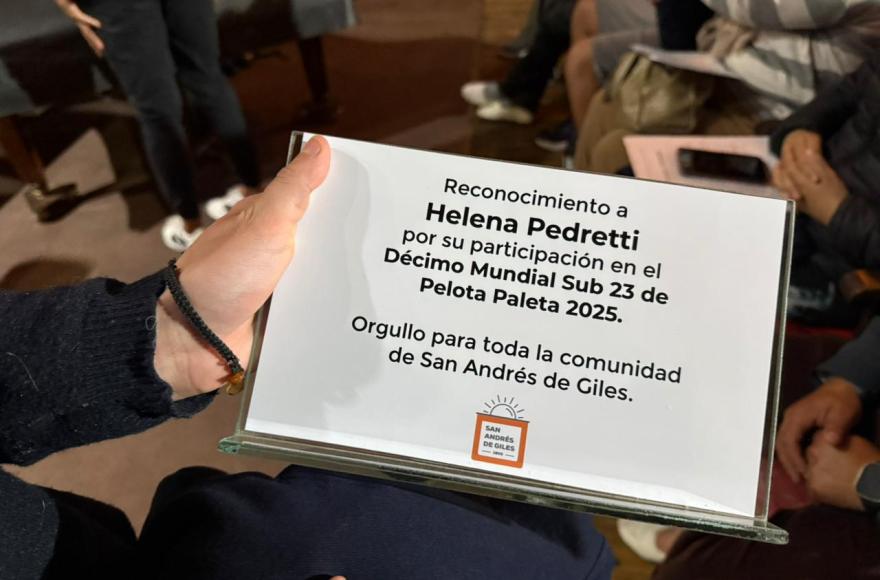 Reconocimiento a
Helena Pedretti
por su participación en el
Décimo Mundial Sub 23 de
Pelota Paleta 2025.
Orgullo para toda la comunidad
de San Andrés de Giles.
SAN
ANDRÉS
DE GILES